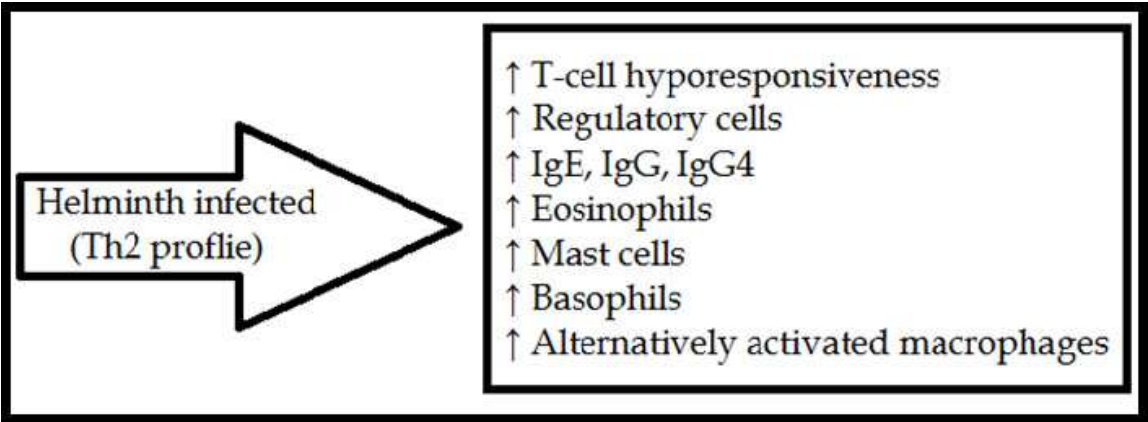 Helminth infected
(Th2 proflie)
↑ T-cell hyporesponsiveness
↑ Regulatory cells
↑ IgE, IgG, IgG4
↑ Eosinophils
↑ Mast cells
↑ Basophils
↑ Alternatively activated macrophages